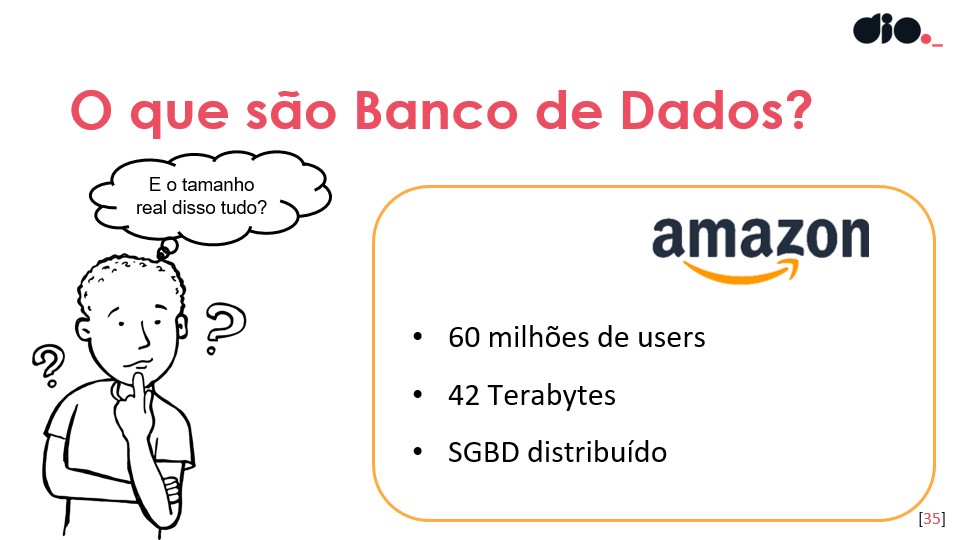 dio._
O que são Banco de Dados?
E o tamanho
real disso tudo?
amazon
• 60 milhões de users
• 42 Terabytes
• SGBD distribuído
[35]
? ?